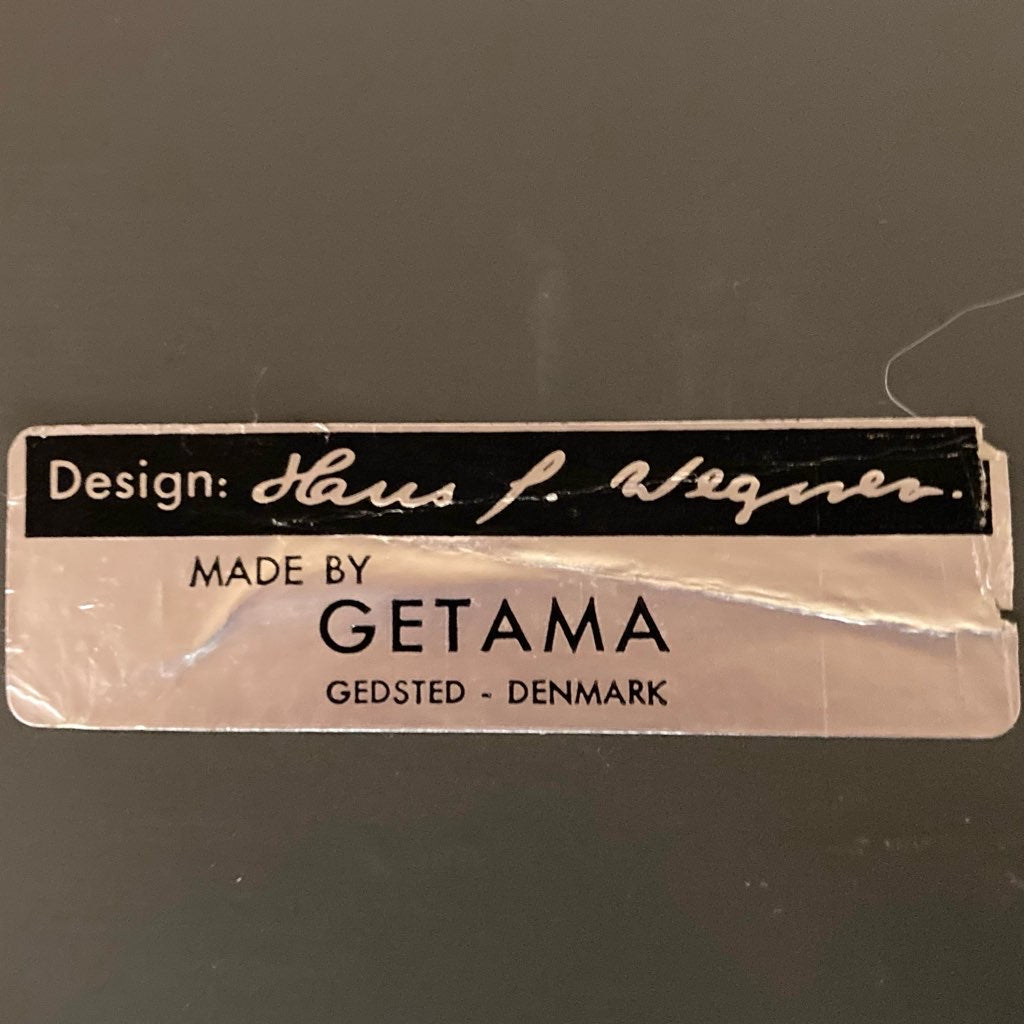 Design: Hans J. Wegner.
MADE BY
GETAMA
GEDSTED - DENMARK